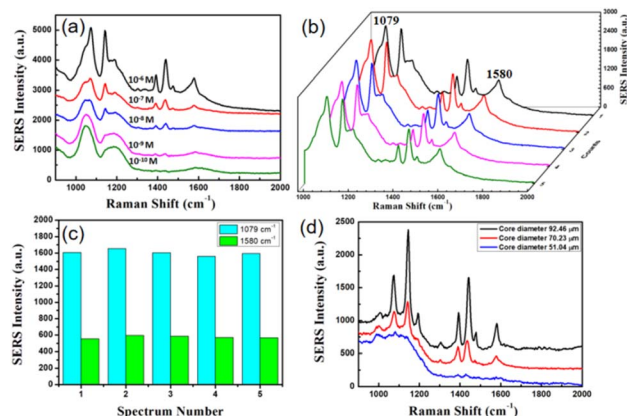 (a)
5000
4000
3000
2000
1000
0
10⁻⁶ M
10⁻⁷ M
10⁻⁸ M
10⁻⁹ M
10⁻¹⁰ M
1000 1200 1400 1600 1800 2000
Raman Shift (cm⁻¹)
SERS Intensity (a.u.)
(b)
1079
1580
3000
2400
1800
1200
600
0
SERS Intensity (a.u.)
1000 1200 1400 1600 1800 2000
Raman Shift (cm⁻¹)
(c)
1079 cm⁻¹
1580 cm⁻¹
2000
1800
1600
1400
1200
1000
800
600
400
200
0
1 2 3 4 5
Spectrum Number
SERS Intensity (a.u.)
(d)
Core diameter 92.46 μm
Core diameter 70.23 μm
Core diameter 51.04 μm
2500
2000
1500
1000
500
0
1000 1200 1400 1600 1800 2000
Raman Shift (cm⁻¹)
SERS Intensity (a.u.)